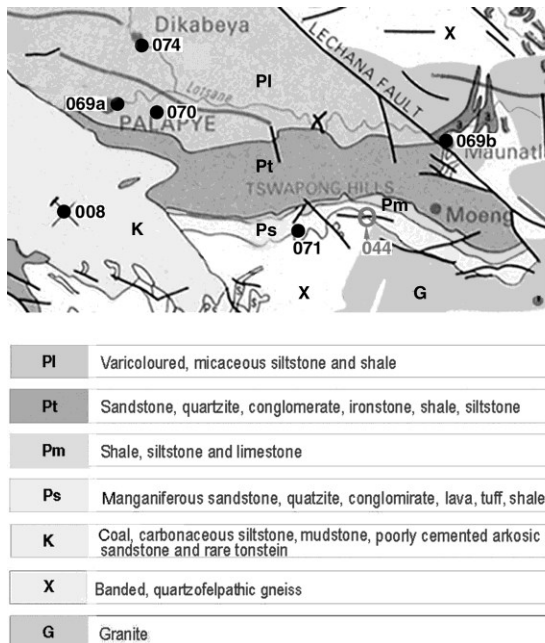 Dikabeya
074
X
LECHANA FAULT
Lotsane
Pl
069a
070
PALAPYE
069b
Maunatl
Pt
TSWAPONG HILLS
Pm
008
K
Ps
Moeng
071
044
X
G
Pl Varicoloured, micaceous siltstone and shale
Pt Sandstone, quartzite, conglomerate, ironstone, shale, siltstone
Pm Shale, siltstone and limestone
Ps Manganiferous sandstone, quatzite, conglimirate, lava, tuff, shale
K Coal, carbonaceous siltstone, mudstone, poorly cemented arkosic
sandstone and rare tonstein
X Banded, quartzofelpathic gneiss
G Granite